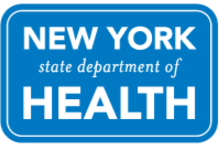 NEW YORK
state department of
HEALTH